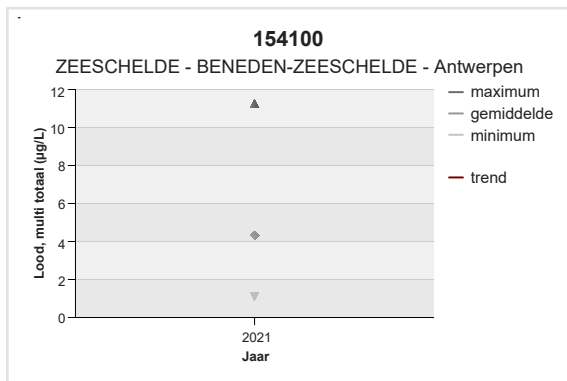 154100
ZEESCHELDE - BENEDEN-ZEESCHELDE - Antwerpen
Lood, multi totaal (µg/L)
12
10
8
6
4
2
0
2021
Jaar
maximum
gemiddelde
minimum
trend